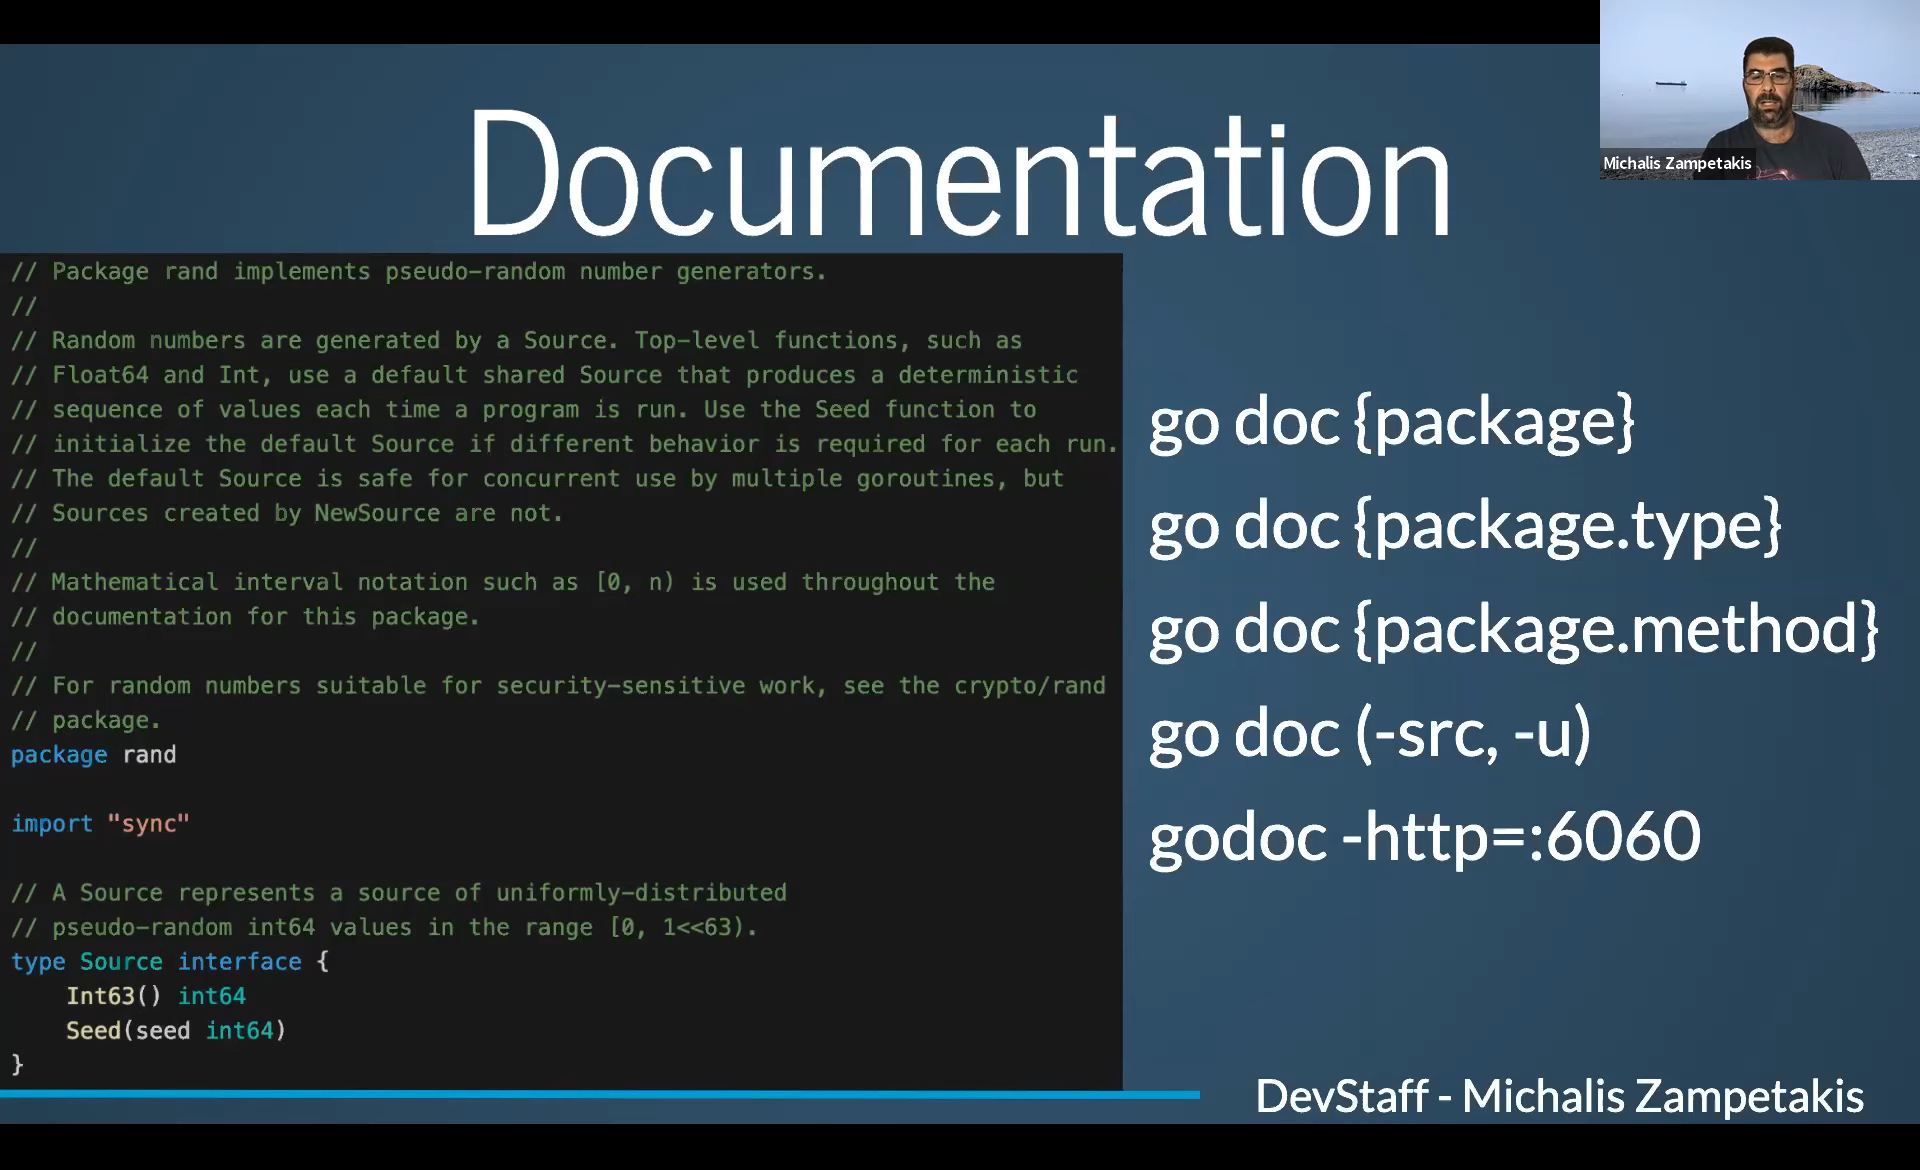 Michalis Zampetakis
Documentation
// Package rand implements pseudo-random number generators.
//
// Random numbers are generated by a Source. Top-level functions, such as
// Float64 and Int, use a default shared Source that produces a deterministic
// sequence of values each time a program is run. Use the Seed function to
// initialize the default Source if different behavior is required for each run.
// The default Source is safe for concurrent use by multiple goroutines, but
// Sources created by NewSource are not.
//
// Mathematical interval notation such as [0, n) is used throughout the
// documentation for this package.
//
// For random numbers suitable for security-sensitive work, see the crypto/rand
// package.
package rand
import "sync"
// A Source represents a source of uniformly-distributed
// pseudo-random int64 values in the range [0, 1<<63).
type Source interface {
    Int63() int64
    Seed(seed int64)
}
go doc {package}
go doc {package.type}
go doc {package.method}
go doc (-src, -u)
godoc -http=:6060
DevStaff - Michalis Zampetakis